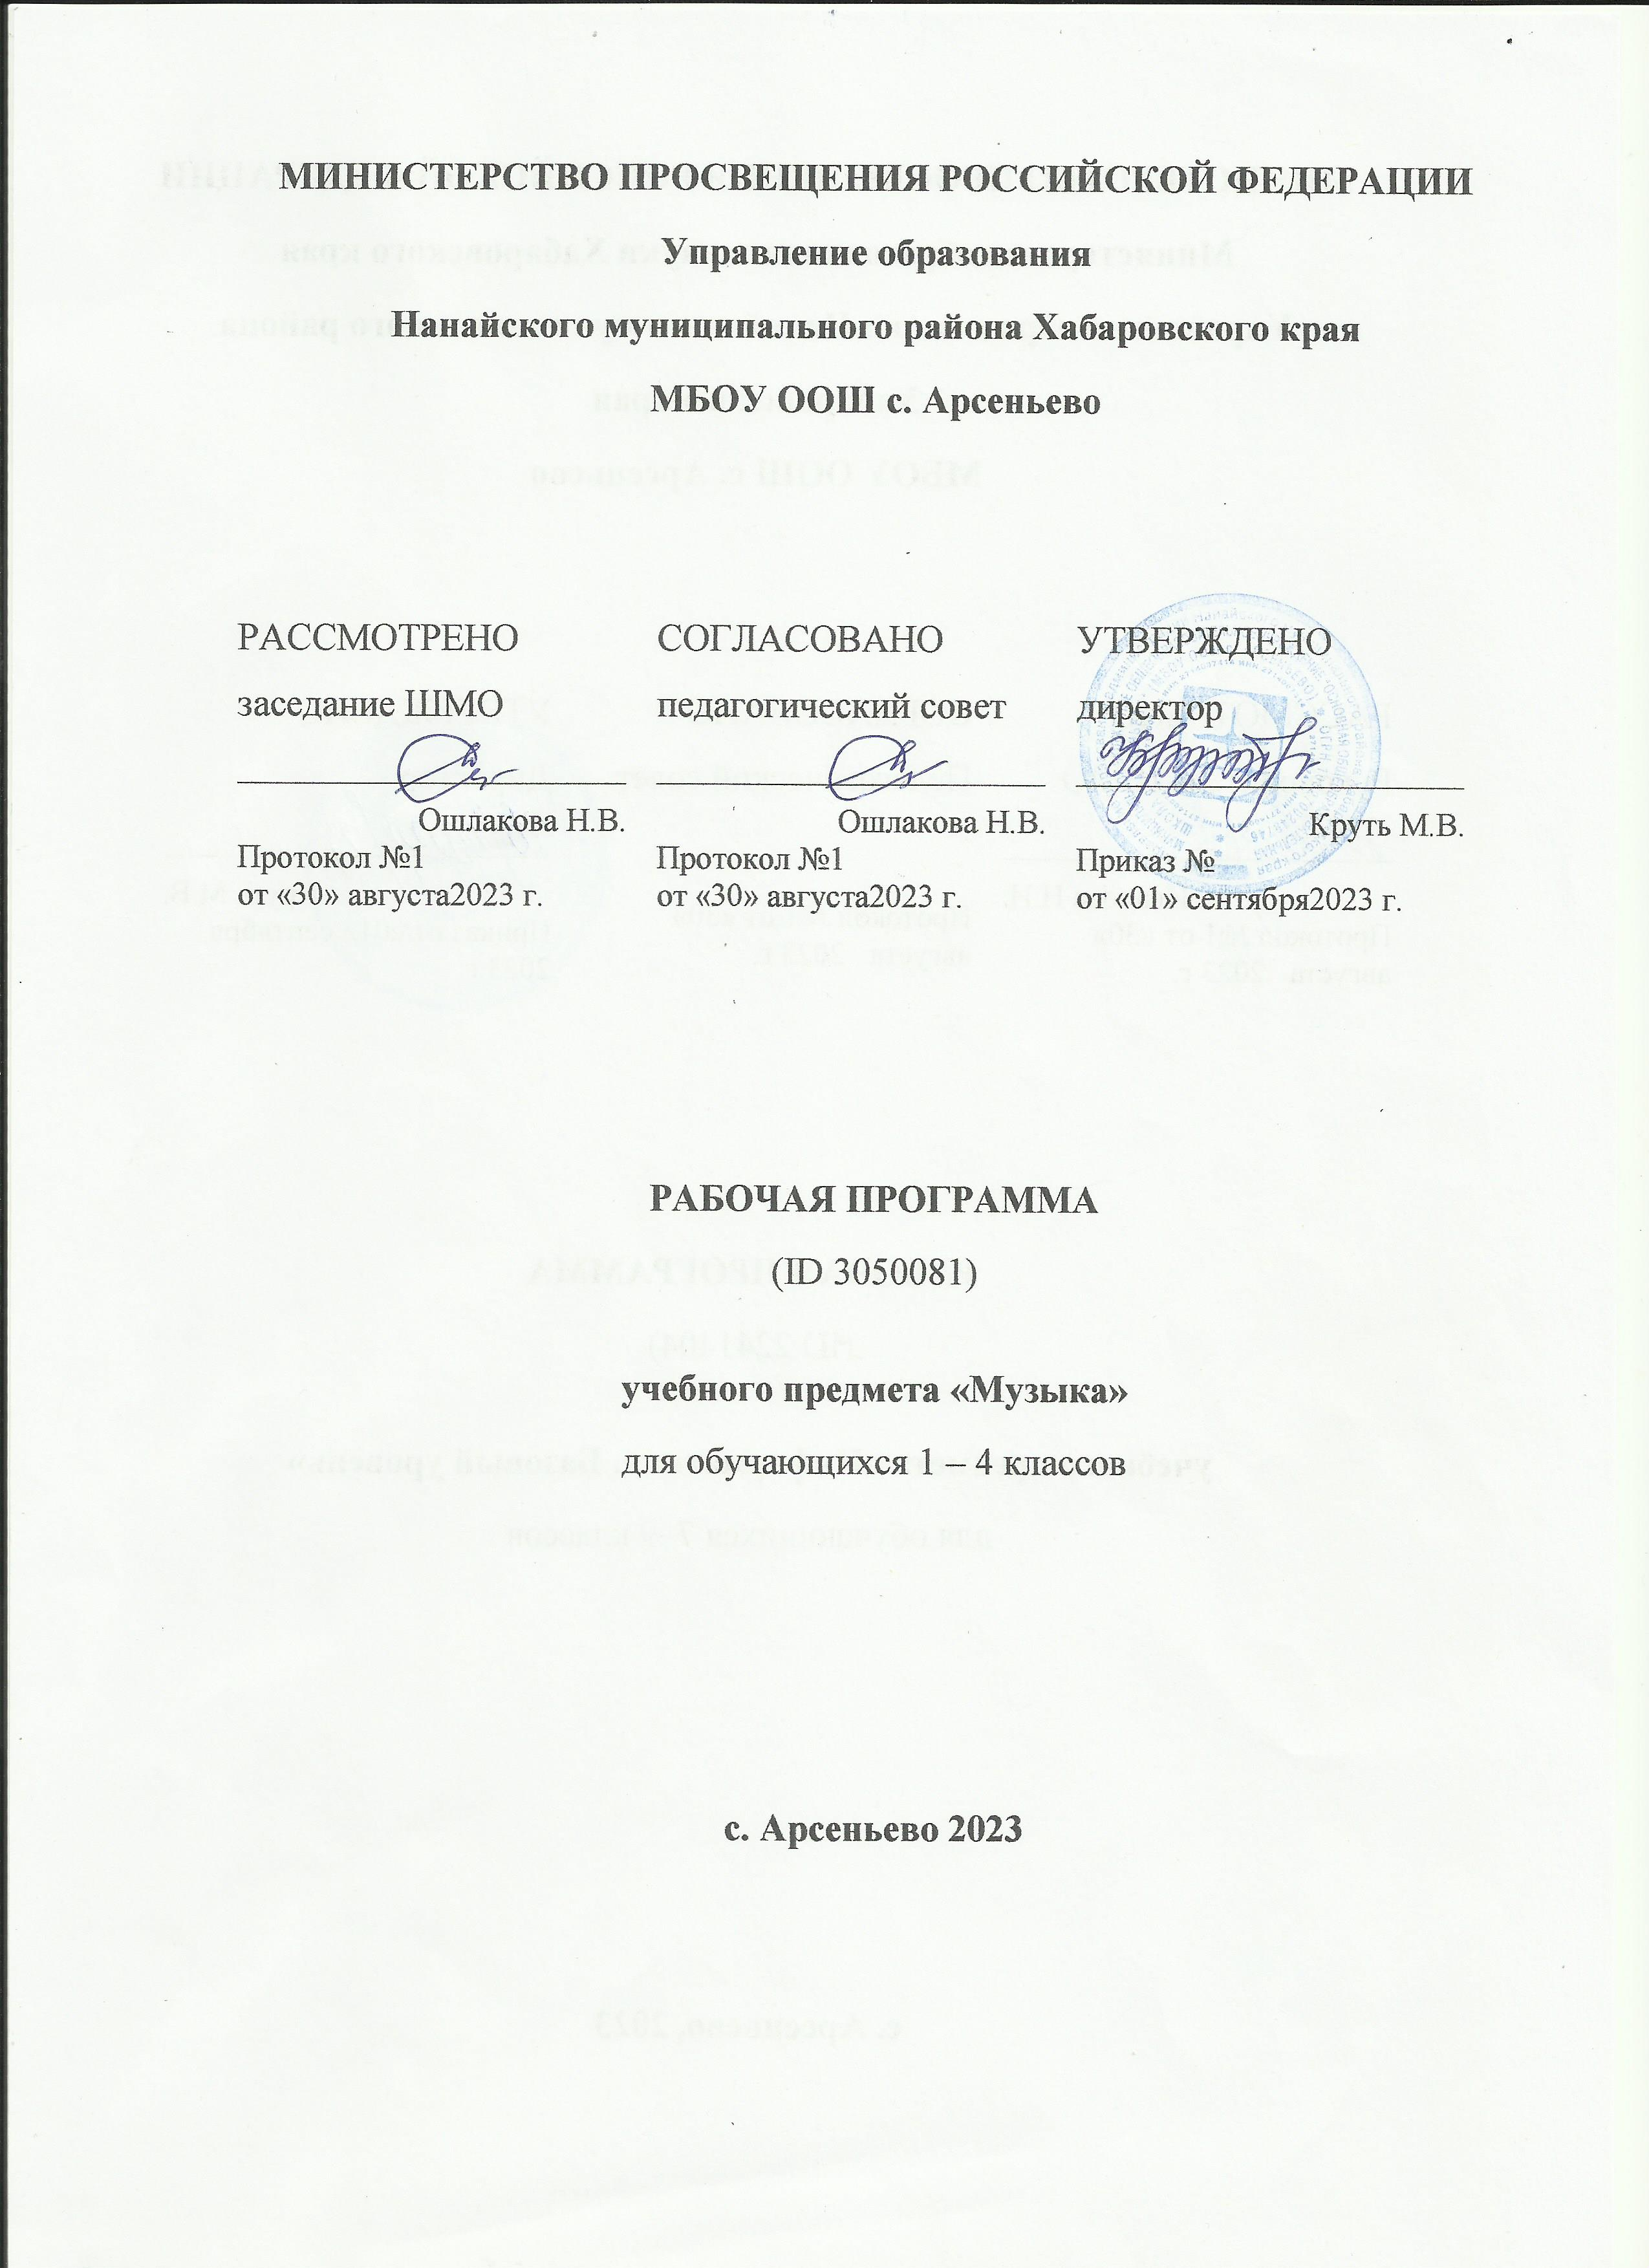 МИНИСТЕРСТВО ПРОСВЕЩЕНИЯ РОССИЙСКОЙ ФЕДЕРАЦИИ
Управление образования
Нанайского муниципального района Хабаровского края
МБОУ ООШ с. Арсеньево
РАССМОТРЕНО
заседание ШМО
Ошлакова Н.В.
Протокол №1
от «30» августа2023 г.
СОГЛАСОВАНО
педагогический совет
Ошлакова Н.В.
Протокол №1
от «30» августа2023 г.
УТВЕРЖДЕНО
директор
Круть М.В.
Приказ №
от «01» сентября2023 г.
РАБОЧАЯ ПРОГРАММА
(ID 3050081)
учебного предмета «Музыка»
для обучающихся 1 – 4 классов
с. Арсеньево 2023